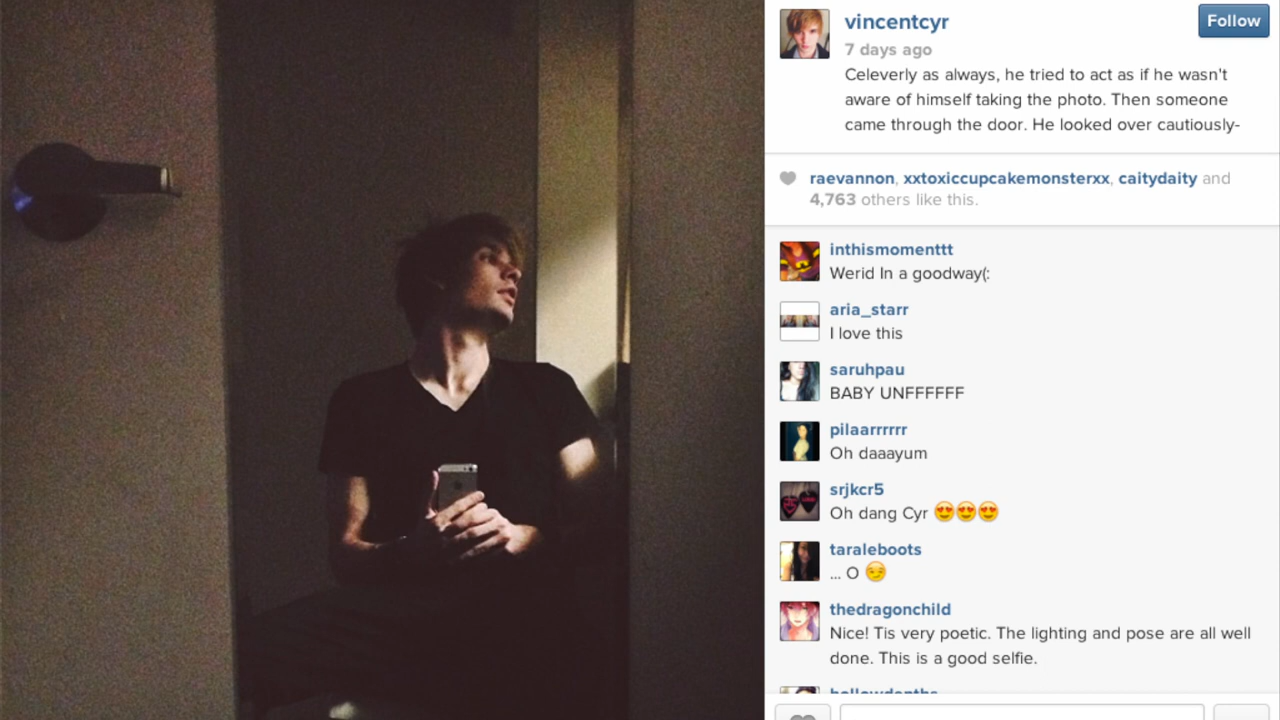 vincentcyr
Follow
7 days ago
Celeverly as always, he tried to act as if he wasn't
aware of himself taking the photo. Then someone
came through the door. He looked over cautiously-
raevannon, xxtoxiccupcakemonsterxx, caitydaity and
4,763 others like this.
inthismomenttt
Werid In a goodway(:
aria_starr
I love this
saruhpau
BABY UNFFFFFF
pilaarrrrrr
Oh daaayum
srjkcr5
Oh dang Cyr 😍😍😍
taraleboots
... O 😏
thedragonchild
Nice! Tis very poetic. The lighting and pose are all well
done. This is a good selfie.